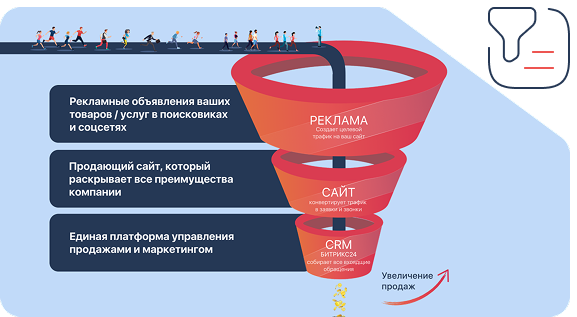 Рекламные объявления ваших
товаров / услуг в поисковиках
и соцсетях
РЕКЛАМА
Создает целевой
трафик на ваш сайт
Продающий сайт, который
раскрывает все преимущества
компании
САЙТ
конвертирует трафик
в заявки и звонки
Единая платформа управления
продажами и маркетингом
CRM
БИТРИКС24
собирает все входящие
обращения
Увеличение
продаж